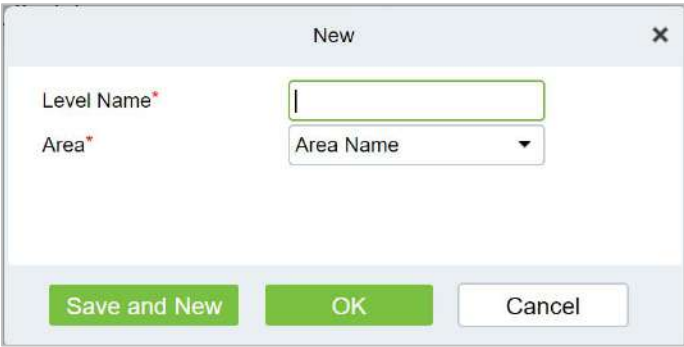 New
Level Name*
Area* Area Name
Save and New OK Cancel